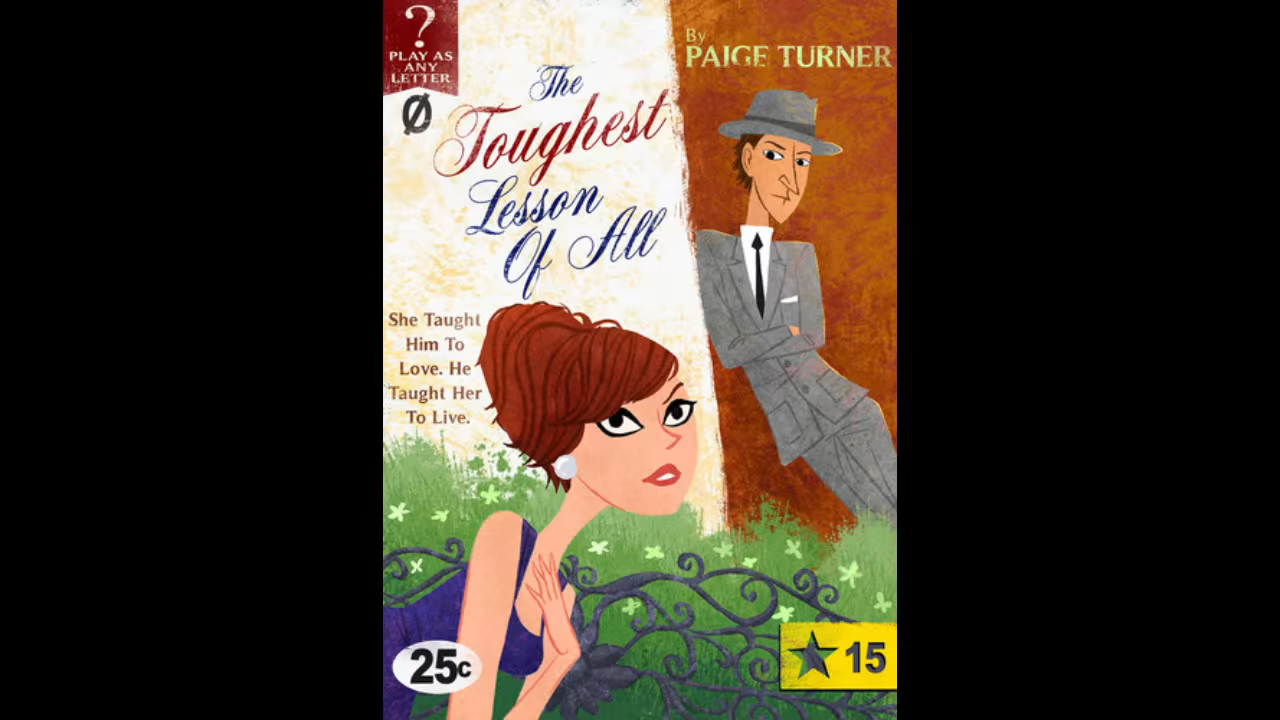 ?
PLAY AS
ANY
LETTER
Ø
By
PAIGE TURNER
The
Toughest
Lesson
Of All
She Taught
Him To
Love. He
Taught Her
To Live.
25c
15